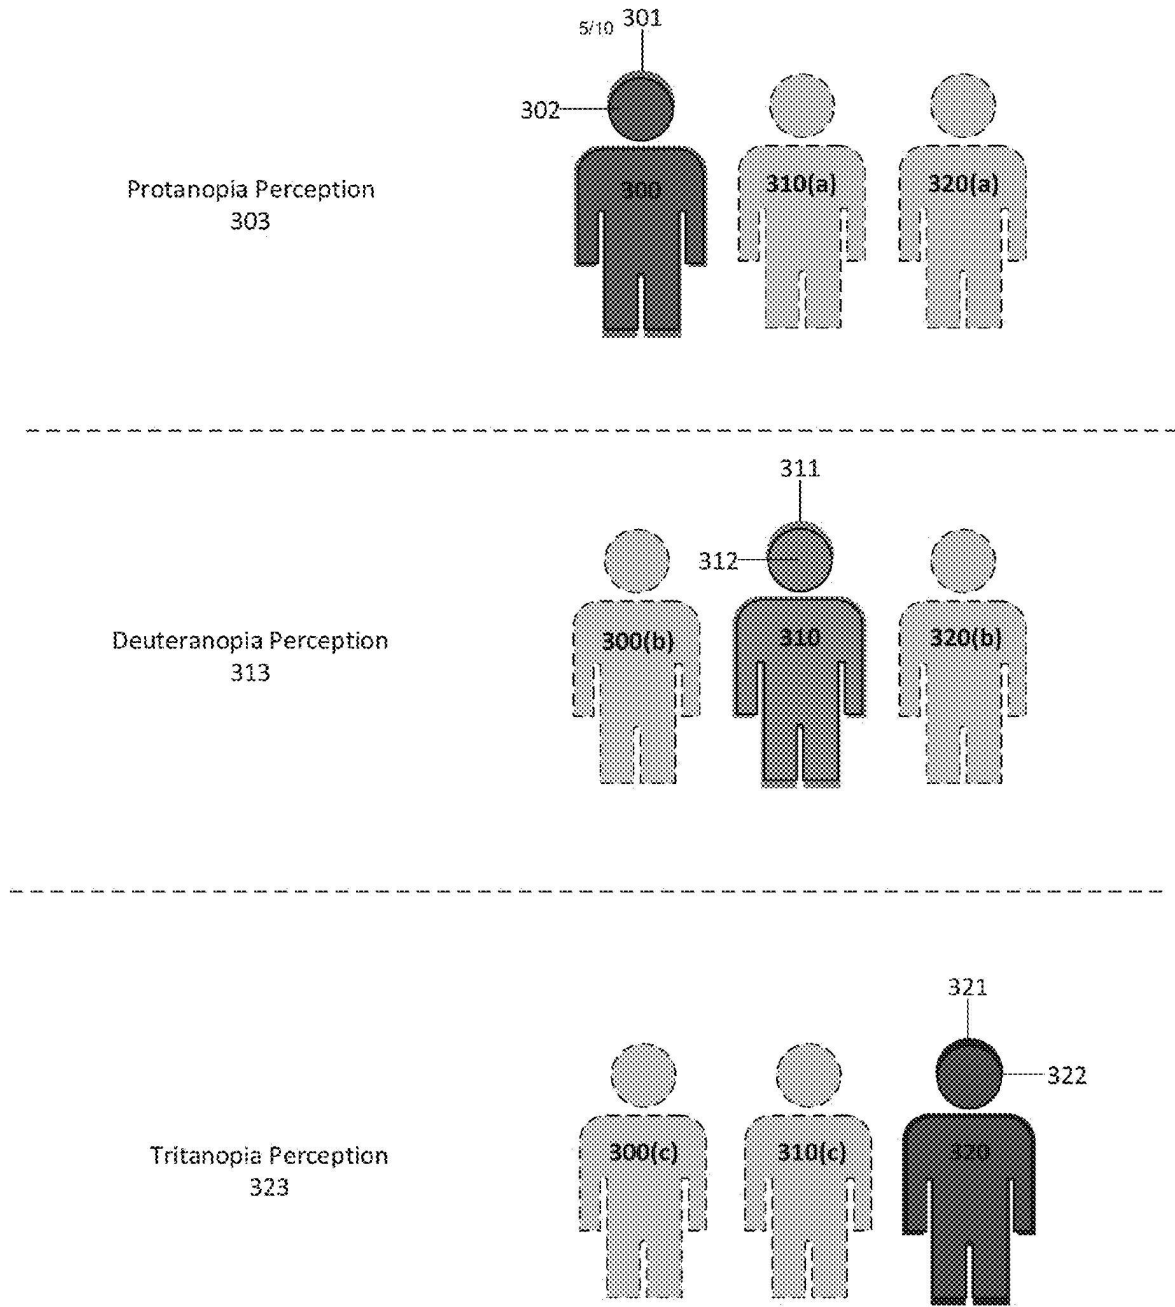 5/10 301
302
300 310(a) 320(a)
Protanopia Perception
303
311
312
300(b) 310 320(b)
Deuteranopia Perception
313
321
322
300(c) 310(c) 320
Tritanopia Perception
323